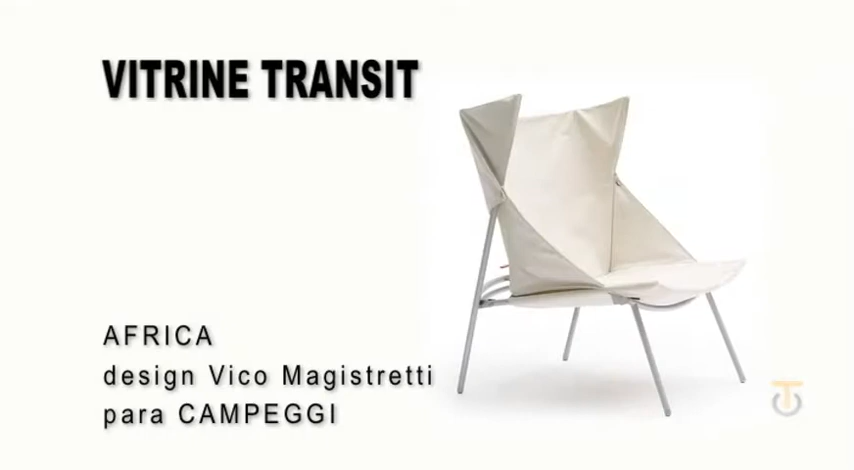 VITRINE TRANSIT
AFRICA
design Vico Magistretti
para CAMPEGGI